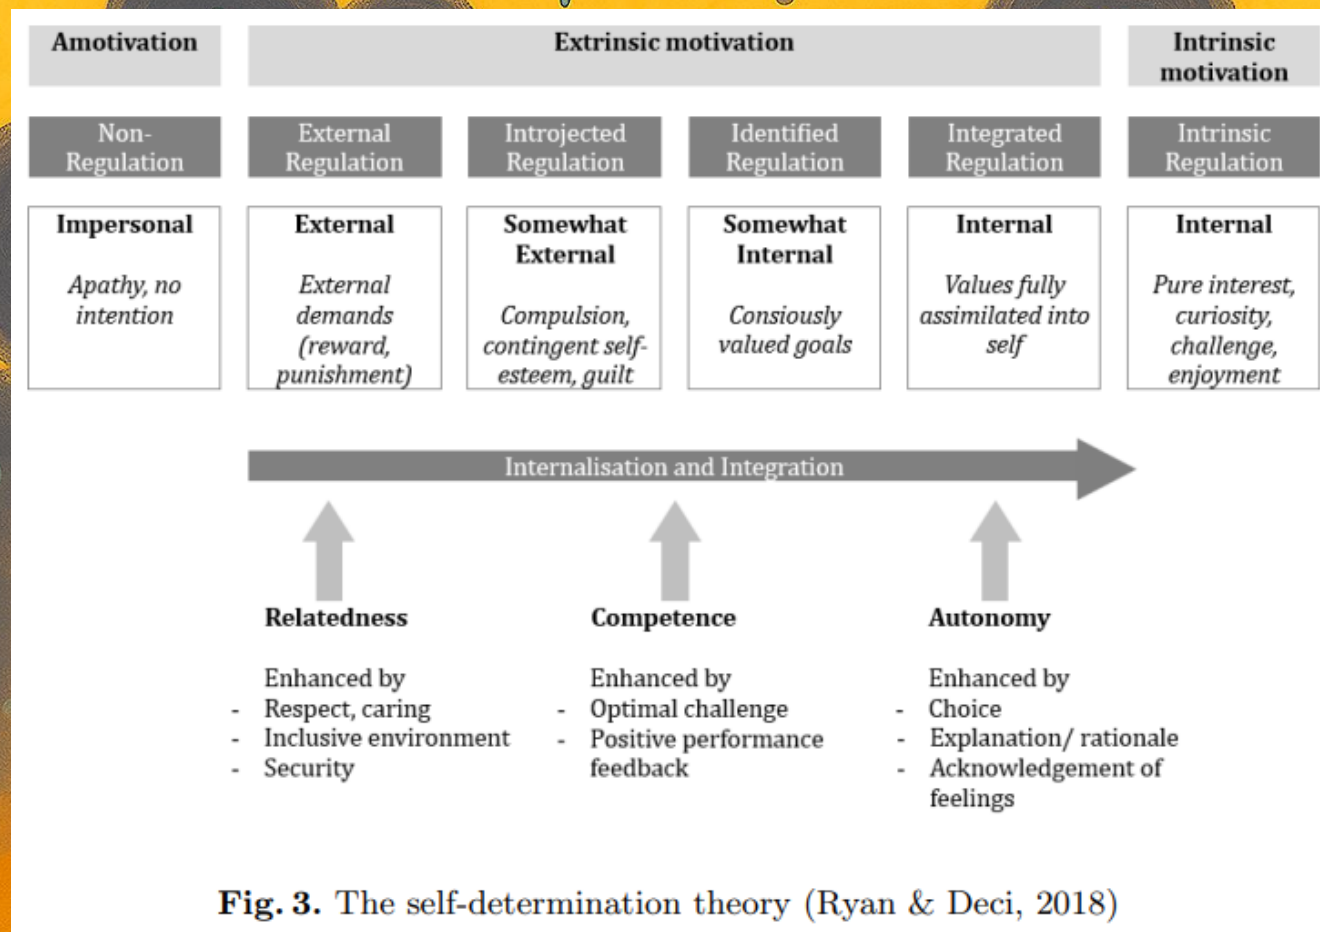 Amotivation
Extrinsic motivation
Intrinsic
motivation
Non-
Regulation
External
Regulation
Introjected
Regulation
Identified
Regulation
Integrated
Regulation
Intrinsic
Regulation
Impersonal
Apathy, no
intention
External
External
demands
(reward,
punishment)
Somewhat
External
Compulsion,
contingent self-
esteem, guilt
Somewhat
Internal
Consiously
valued goals
Internal
Values fully
assimilated into
self
Internal
Pure interest,
curiosity,
challenge,
enjoyment
Internalisation and Integration
Relatedness
Enhanced by
- Respect, caring
- Inclusive environment
- Security
Competence
Enhanced by
- Optimal challenge
- Positive performance
feedback
Autonomy
Enhanced by
- Choice
- Explanation/ rationale
- Acknowledgement of
feelings
Fig. 3. The self-determination theory (Ryan & Deci, 2018)